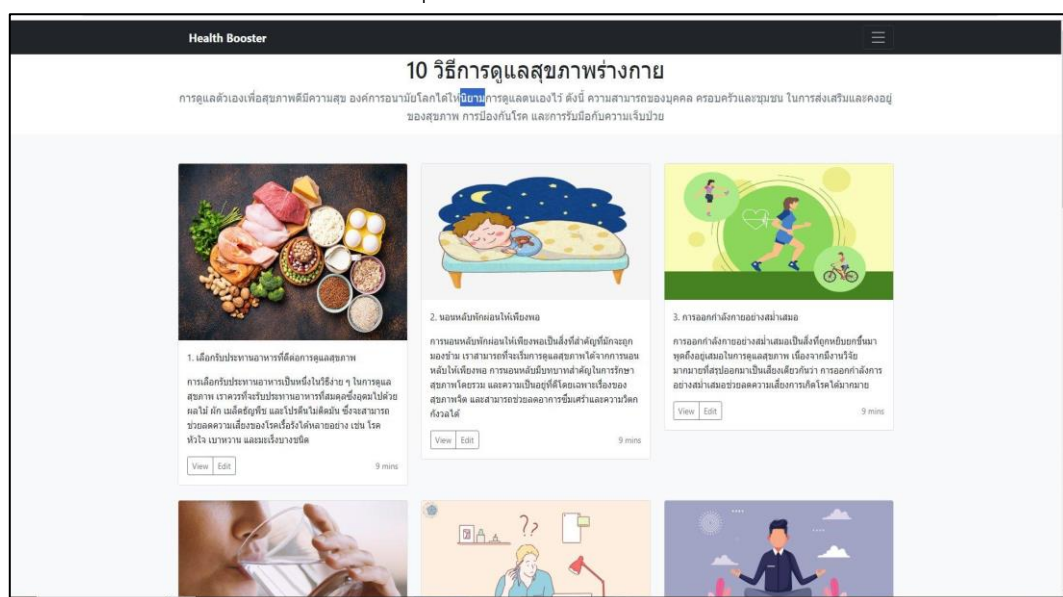 Health Booster
10 วิธีการดูแลสุขภาพร่างกาย
การดูแลตัวเองเพื่อสุขภาพดีมีความสุข องค์การอนามัยโลกได้ให้นิยามการดูแลตนเองไว้ ดังนี้ ความสามารถของบุคคล ครอบครัวและชุมชน ในการส่งเสริมและคงอยู่
ของสุขภาพ การป้องกันโรค และการรับมือกับความเจ็บป่วย
1. เลือกรับประทานอาหารที่ดีต่อการดูแลสุขภาพ
การเลือกรับประทานอาหารเป็นหนึ่งในวิธีง่าย ๆ ในการดูแล
สุขภาพ เราควรที่จะรับประทานอาหารที่สมดุลซึ่งอุดมไปด้วย
ผลไม้ ผัก เมล็ดธัญพืช และโปรตีนไม่ติดมัน ซึ่งจะสามารถ
ช่วยลดความเสี่ยงของโรคเรื้อรังได้หลายอย่าง เช่น โรค
หัวใจ เบาหวาน และมะเร็งบางชนิด
View Edit 9 mins
2. นอนหลับพักผ่อนให้เพียงพอ
การนอนหลับพักผ่อนให้เพียงพอเป็นสิ่งที่สำคัญที่มักจะถูก
มองข้าม เราสามารถที่จะเริ่มการดูแลสุขภาพได้จากการนอน
หลับให้เพียงพอ การนอนหลับมีบทบาทสำคัญในการรักษา
สุขภาพโดยรวม และความเป็นอยู่ที่ดีโดยเฉพาะเรื่องของ
สุขภาพจิต และสามารถช่วยลดอาการซึมเศร้าและความวิตก
กังวลได้
View Edit 9 mins
3. การออกกำลังกายอย่างสม่ำเสมอ
การออกกำลังกายอย่างสม่ำเสมอเป็นสิ่งที่ถูกหยิบยกขึ้นมา
พูดถึงอยู่เสมอในการดูแลสุขภาพ เนื่องจากมีงานวิจัย
มากมายที่สรุปออกมาเป็นเสียงเดียวกันว่า การออกกำลังการ
อย่างสม่ำเสมอช่วยลดความเสี่ยงการเกิดโรคได้มากมาย
View Edit 9 mins
??